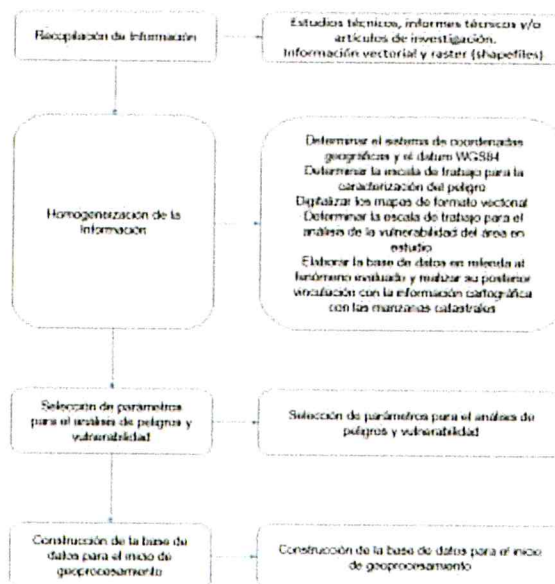 Recopilación de Información
Estudios técnicos, informes técnicos y/o
artículos de investigación.
Información vectorial y raster (shapefiles)
Homogenización de la
Información
Determinar el sistema de coordenadas
geográficas y el datum WGS84
Determinar la escala de trabajo para la
caracterización del peligro
Digitalizar los mapas de formato vectorial
Determinar la escala de trabajo para el
análisis de la vulnerabilidad del área en
estudio
Elaborar la base de datos en al
fenómeno evaluado y realizar su posterior
vinculación con la información cartográfica
con las manzanas catastrales
Selección de parámetros
para el análisis de peligros y
vulnerabilidad
Selección de parámetros para el análisis de
peligros y vulnerabilidad
Construcción de la base de
datos para el inicio de
geoprocesamiento
Construcción de la base de datos para el inicio
de geoprocesamiento